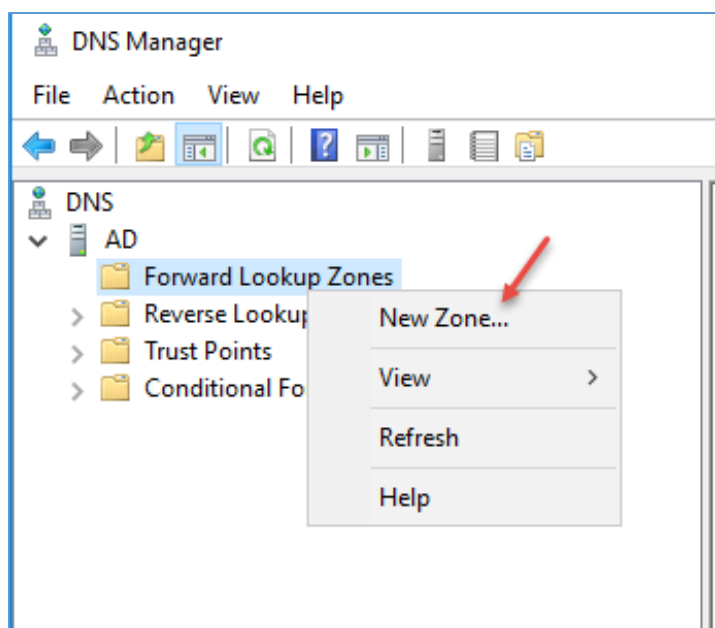 DNS Manager
File Action View Help
DNS
AD
Forward Lookup Zones
Reverse Looku
Trust Points
Conditional Fo
New Zone...
View
Refresh
Help